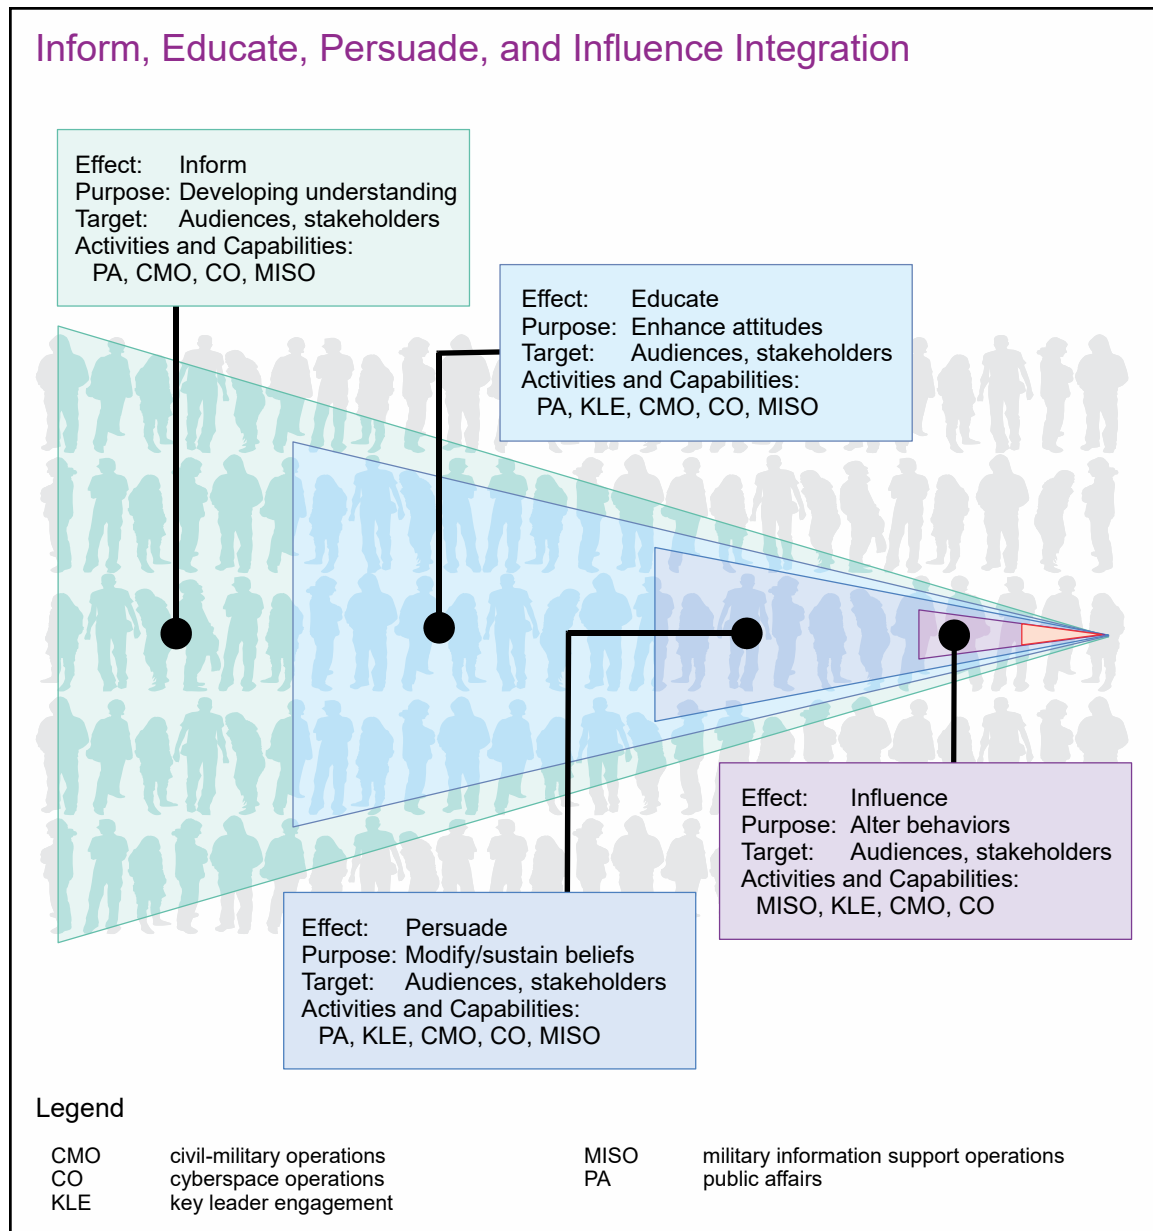 Inform, Educate, Persuade, and Influence Integration
Effect: Inform
Purpose: Developing understanding
Target: Audiences, stakeholders
Activities and Capabilities:
PA, CMO, CO, MISO
Effect: Educate
Purpose: Enhance attitudes
Target: Audiences, stakeholders
Activities and Capabilities:
PA, KLE, CMO, CO, MISO
Effect: Persuade
Purpose: Modify/sustain beliefs
Target: Audiences, stakeholders
Activities and Capabilities:
PA, KLE, CMO, CO, MISO
Effect: Influence
Purpose: Alter behaviors
Target: Audiences, stakeholders
Activities and Capabilities:
MISO, KLE, CMO, CO
Legend
CMO civil-military operations
CO cyberspace operations
KLE key leader engagement
MISO military information support operations
PA public affairs